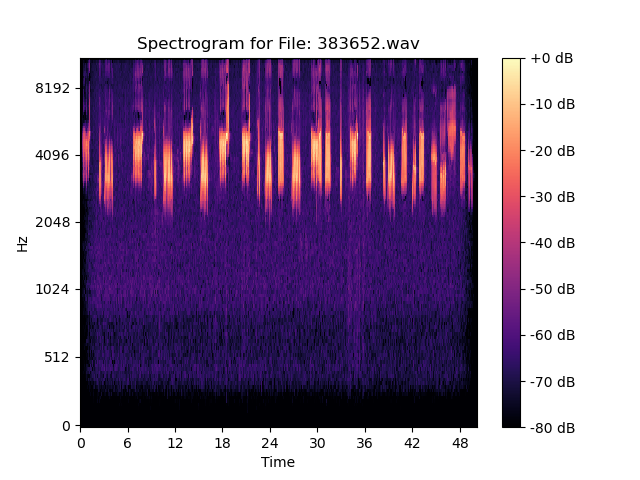 Spectrogram for File: 383652.wav
Hz
8192
4096
2048
1024
512
0
0 6 12 18 24 30 36 42 48
Time
+0 dB
-10 dB
-20 dB
-30 dB
-40 dB
-50 dB
-60 dB
-70 dB
-80 dB